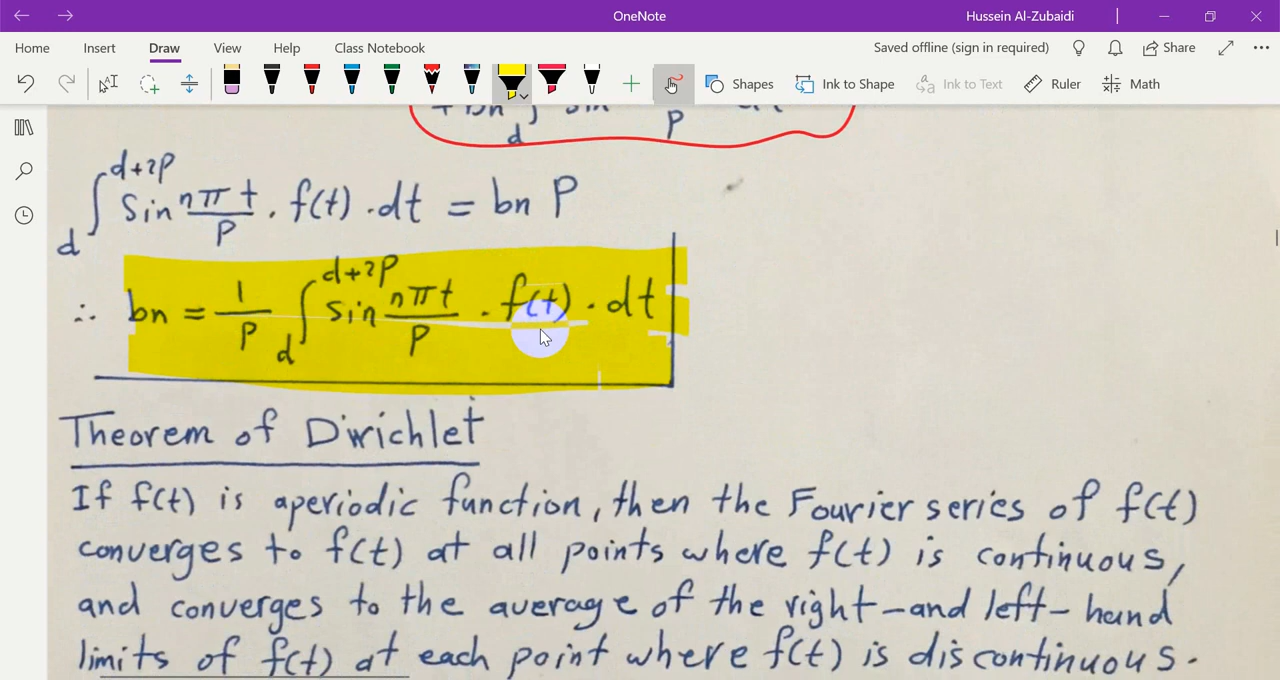 OneNote
Hussein Al-Zubaidi
Home Insert Draw View Help Class Notebook
Saved offline (sign in required) Share
Shapes Ink to Shape Ink to Text Ruler Math
d
P
d+2P
∫ sin nπt/P . f(t) . dt = bn P
d
d+2P
∴ bn = 1/P ∫ sin nπt/P . f(t) . dt
d
Theorem of Dirichlet
If f(t) is aperiodic function, then the Fourier series of f(t)
converges to f(t) at all points where f(t) is continuous,
and converges to the average of the right-and left-hand
limits of f(t) at each point where f(t) is discontinuous.